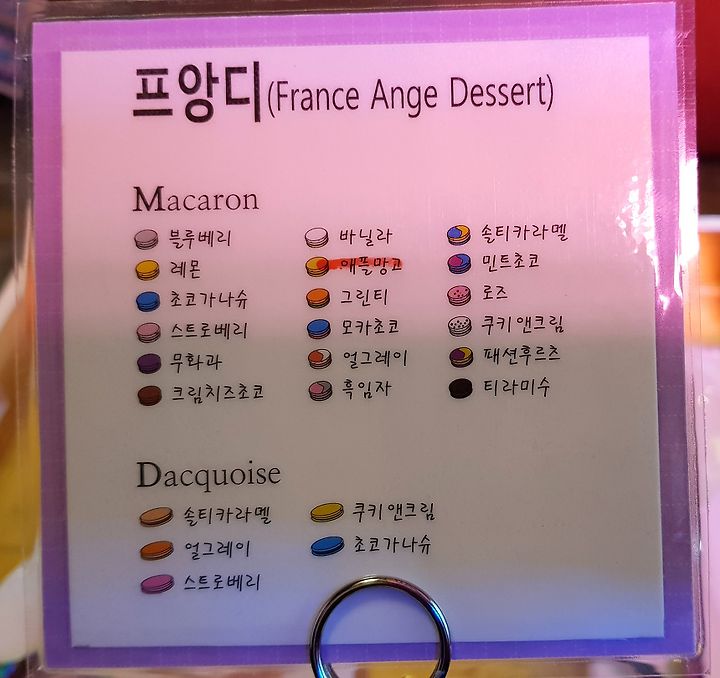 프앙디(France Ange Dessert)
Macaron
블루베리
레몬
초코가나슈
스트로베리
무화과
크림치즈초코
바닐라
애플망고
그린티
모카초코
얼그레이
흑임자
솔티카라멜
민트초코
로즈
쿠키앤크림
패션후르츠
티라미수
Dacquoise
솔티카라멜
얼그레이
스트로베리
쿠키앤크림
초코가나슈